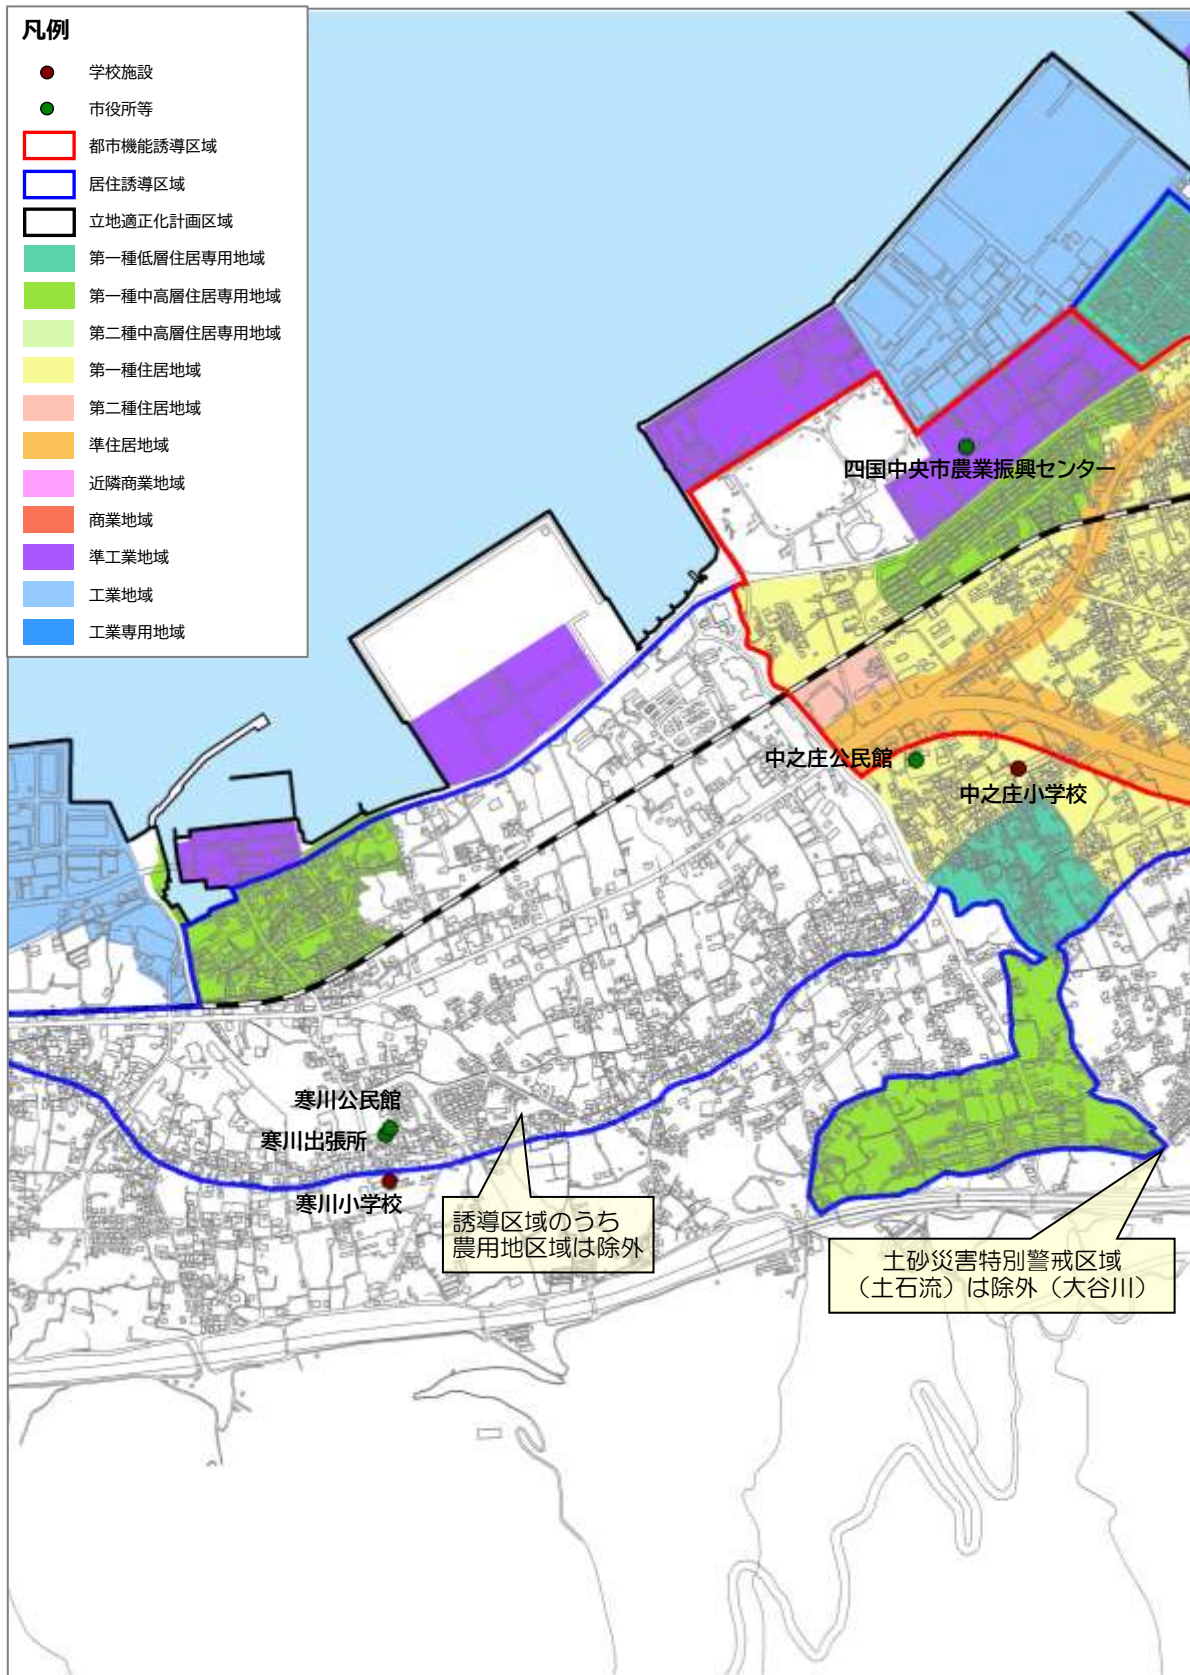 凡例
学校施設
市役所等
都市機能誘導区域
居住誘導区域
立地適正化計画区域
第一種低層住居専用地域
第一種中高層住居専用地域
第二種中高層住居専用地域
第一種住居地域
第二種住居地域
準住居地域
近隣商業地域
商業地域
準工業地域
工業地域
工業専用地域
四国中央市農業振興センター
中之庄公民館
中之庄小学校
寒川公民館
寒川出張所
寒川小学校
誘導区域のうち
農用地区域は除外
土砂災害特別警戒区域
（土石流）は除外（大谷川）